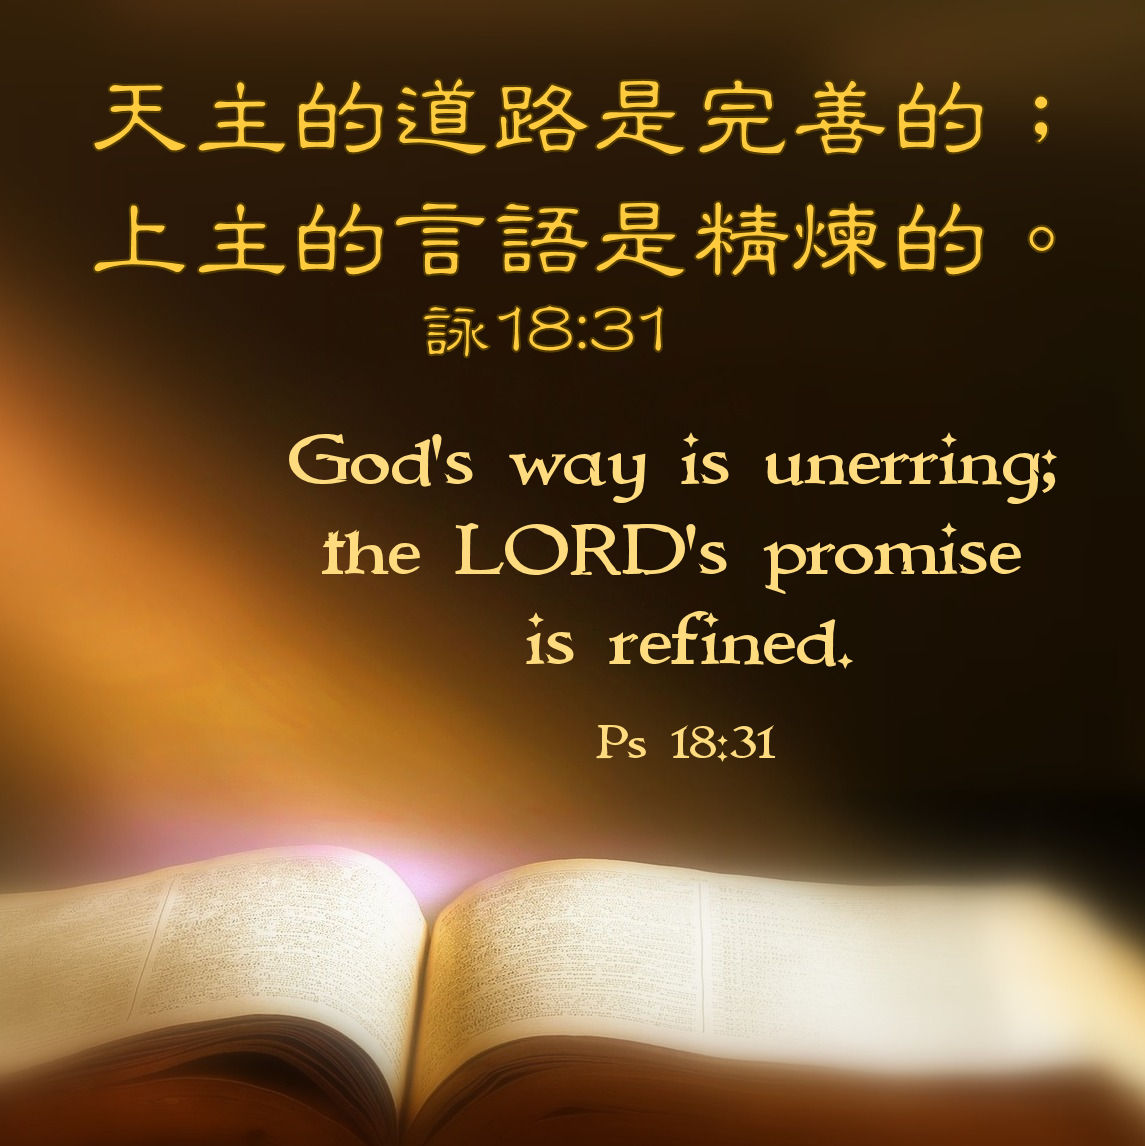 天主的道路是完善的；
上主的言語是精煉的。
詠18:31
God's way is unerring;
the LORD's promise
is refined.
Ps 18:31